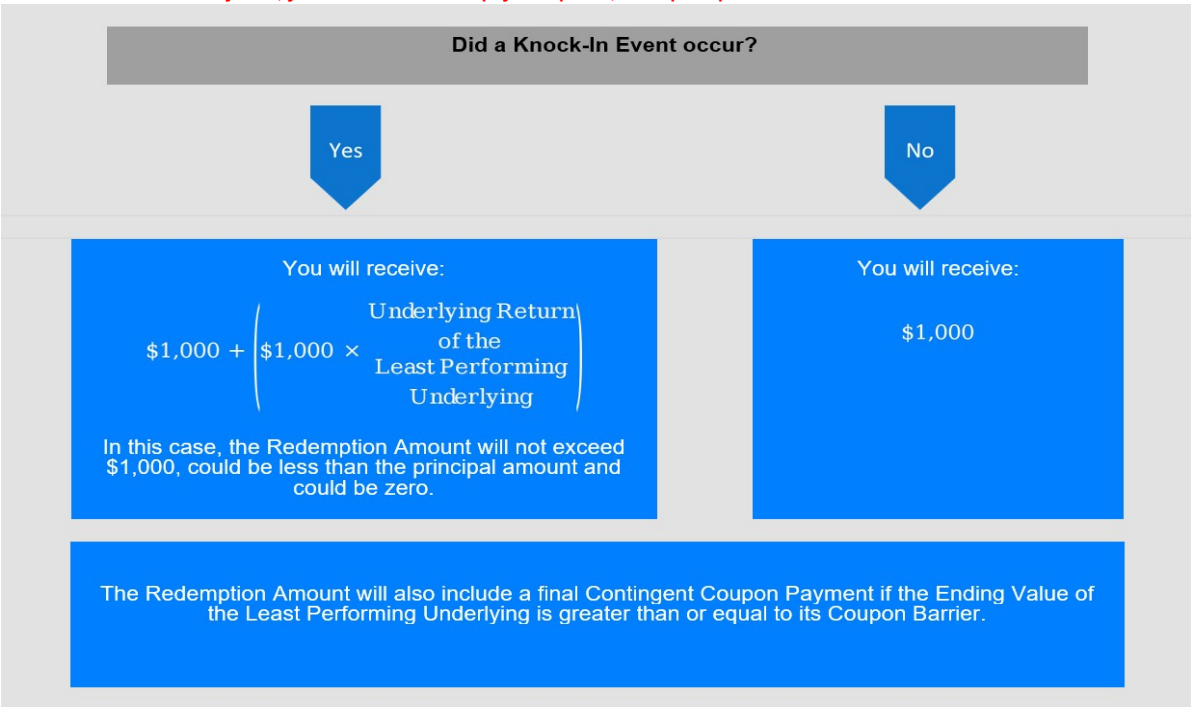 Did a Knock-In Event occur?
Yes
No
You will receive:
$1,000 + ($1,000 × Underlying Return
of the
Least Performing
Underlying)
In this case, the Redemption Amount will not exceed
$1,000, could be less than the principal amount and
could be zero.
You will receive:
$1,000
The Redemption Amount will also include a final Contingent Coupon Payment if the Ending Value of
the Least Performing Underlying is greater than or equal to its Coupon Barrier.